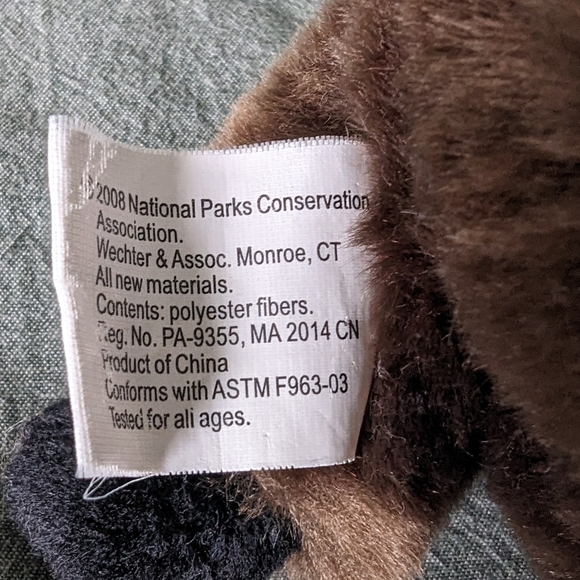 © 2008 National Parks Conservation
Association.
Wechter & Assoc. Monroe, CT
All new materials.
Contents: polyester fibers.
Reg. No. PA-9355, MA 2014 CN
Product of China
Conforms with ASTM F963-03
Tested for all ages.